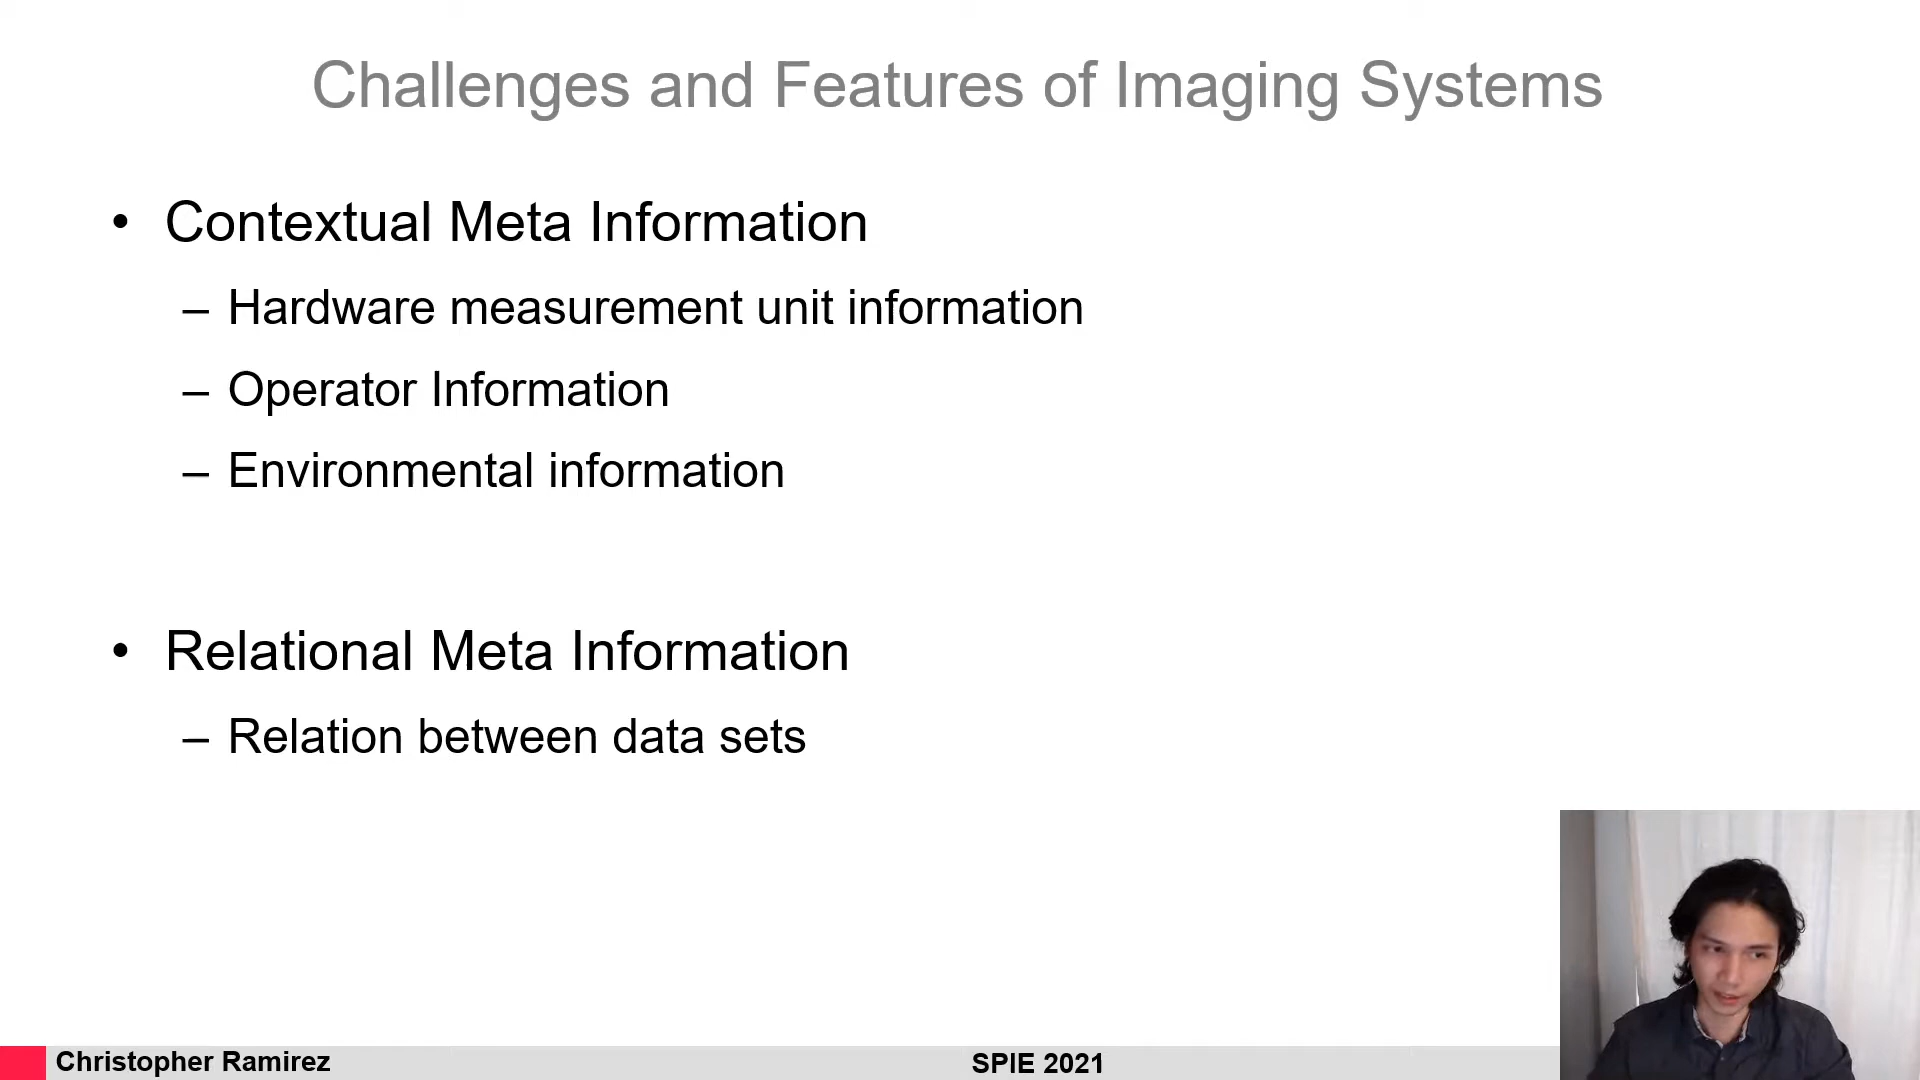 Challenges and Features of Imaging Systems
• Contextual Meta Information
– Hardware measurement unit information
– Operator Information
– Environmental information
• Relational Meta Information
– Relation between data sets
Christopher Ramirez
SPIE 2021